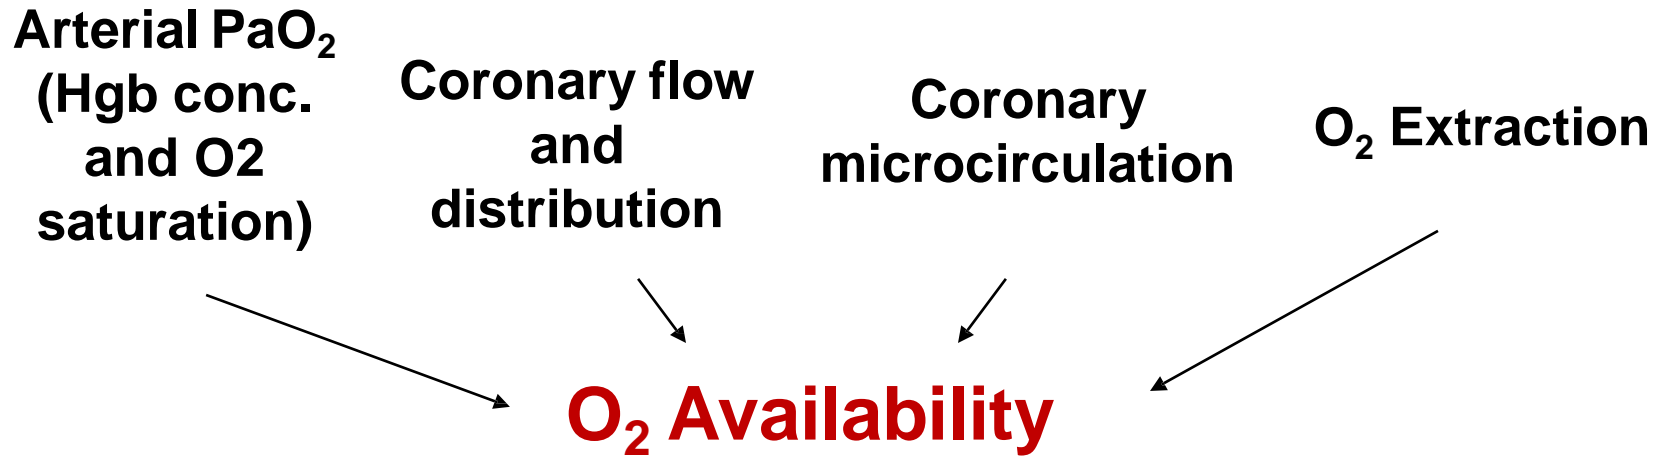 Arterial PaO₂
(Hgb conc.
and O2
saturation)
Coronary flow
and
distribution
Coronary
microcirculation
O₂ Extraction
O₂ Availability